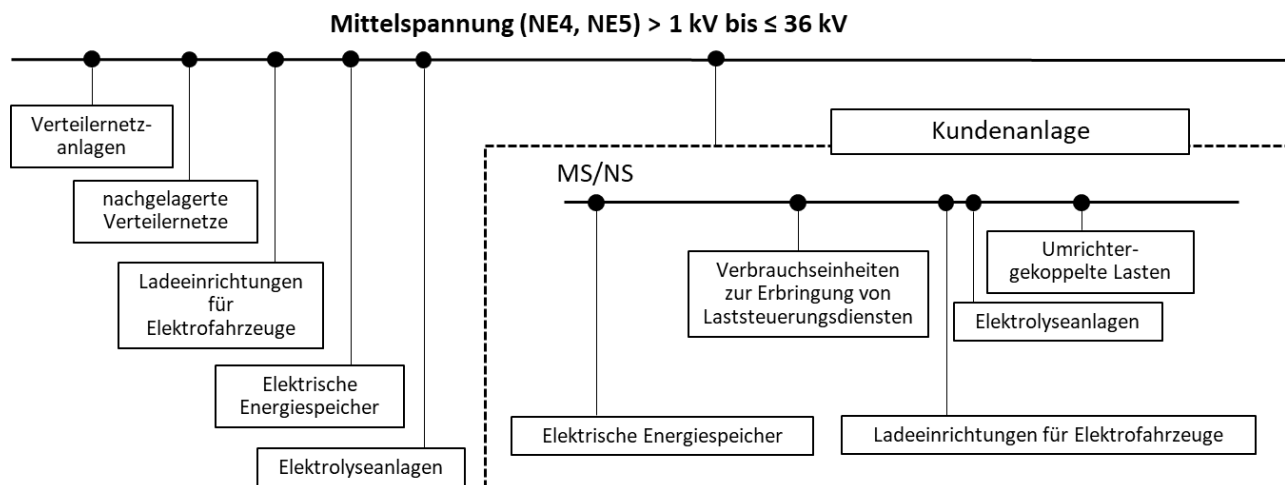 Mittelspannung (NE4, NE5) > 1 kV bis ≤ 36 kV
Verteilernetz-
anlagen
nachgelagerte
Verteilernetze
Ladeeinrichtungen
für
Elektrofahrzeuge
Elektrische
Energiespeicher
Elektrolyseanlagen
Kundenanlage
MS/NS
Elektrische Energiespeicher
Verbrauchseinheiten
zur Erbringung von
Laststeuerungsdiensten
Ladeeinrichtungen für Elektrofahrzeuge
Elektrolyseanlagen
Umrichter-
gekoppelte Lasten